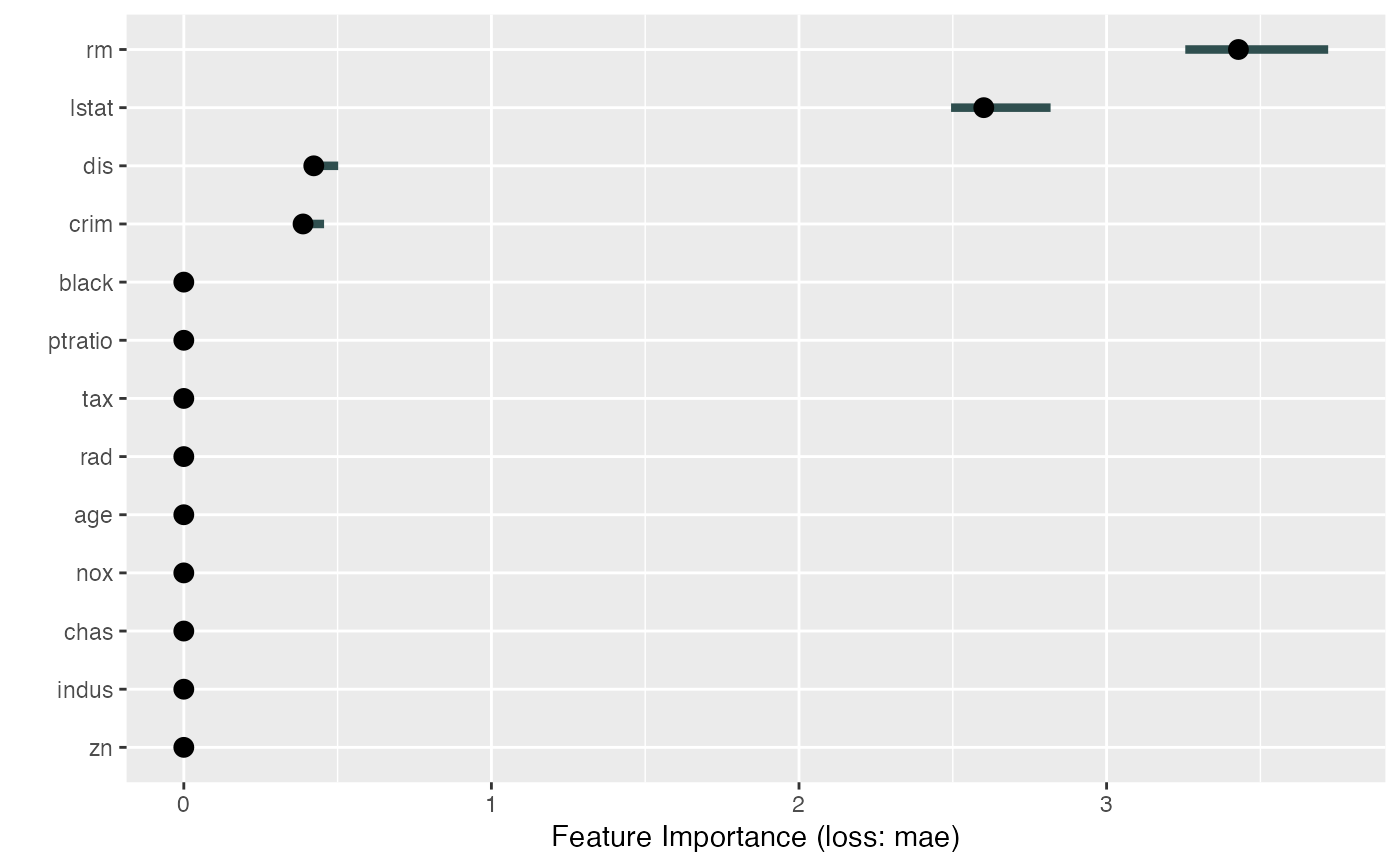 rm
lstat
dis
crim
black
ptratio
tax
rad
age
nox
chas
indus
zn
0 1 2 3
Feature Importance (loss: mae)